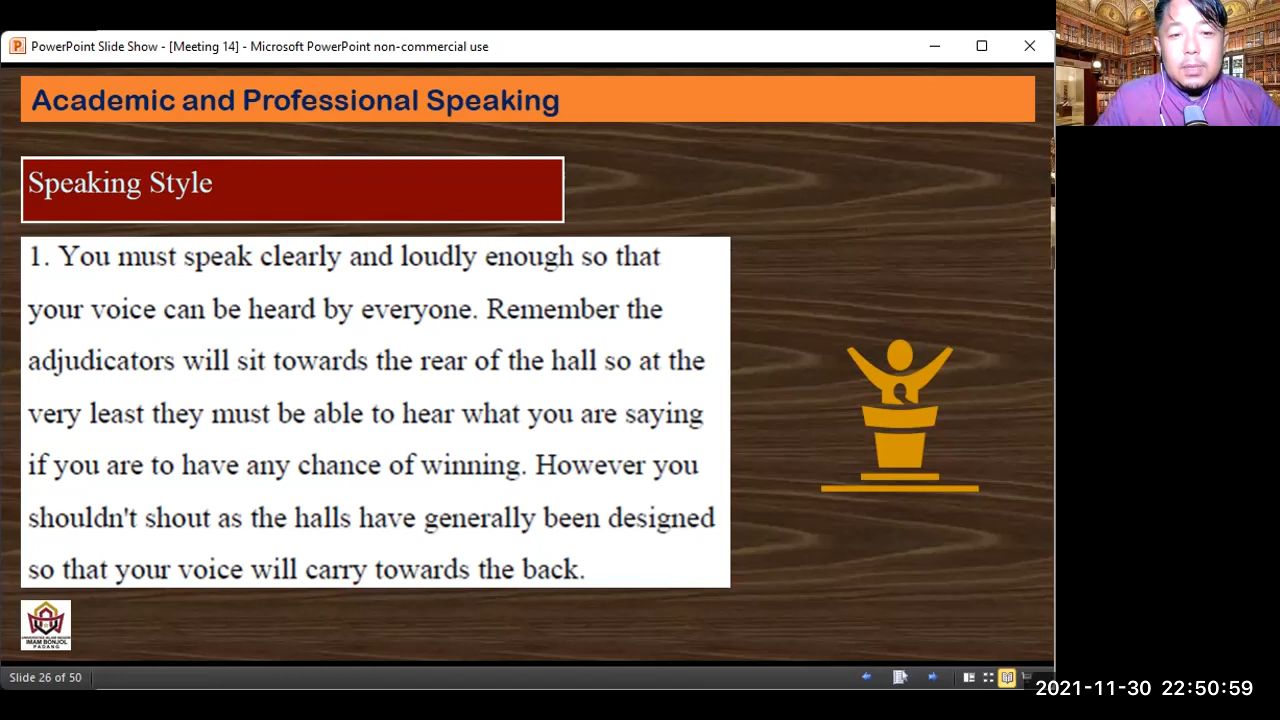 PowerPoint Slide Show - [Meeting 14] - Microsoft PowerPoint non-commercial use
Academic and Professional Speaking
Speaking Style
1. You must speak clearly and loudly enough so that
your voice can be heard by everyone. Remember the
adjudicators will sit towards the rear of the hall so at the
very least they must be able to hear what you are saying
if you are to have any chance of winning. However you
shouldn't shout as the halls have generally been designed
so that your voice will carry towards the back.
UNIVERSITAS ISLAM NEGERI
IMAM BONJOL
PADANG
Slide 26 of 50
2021-11-30 22:50:59